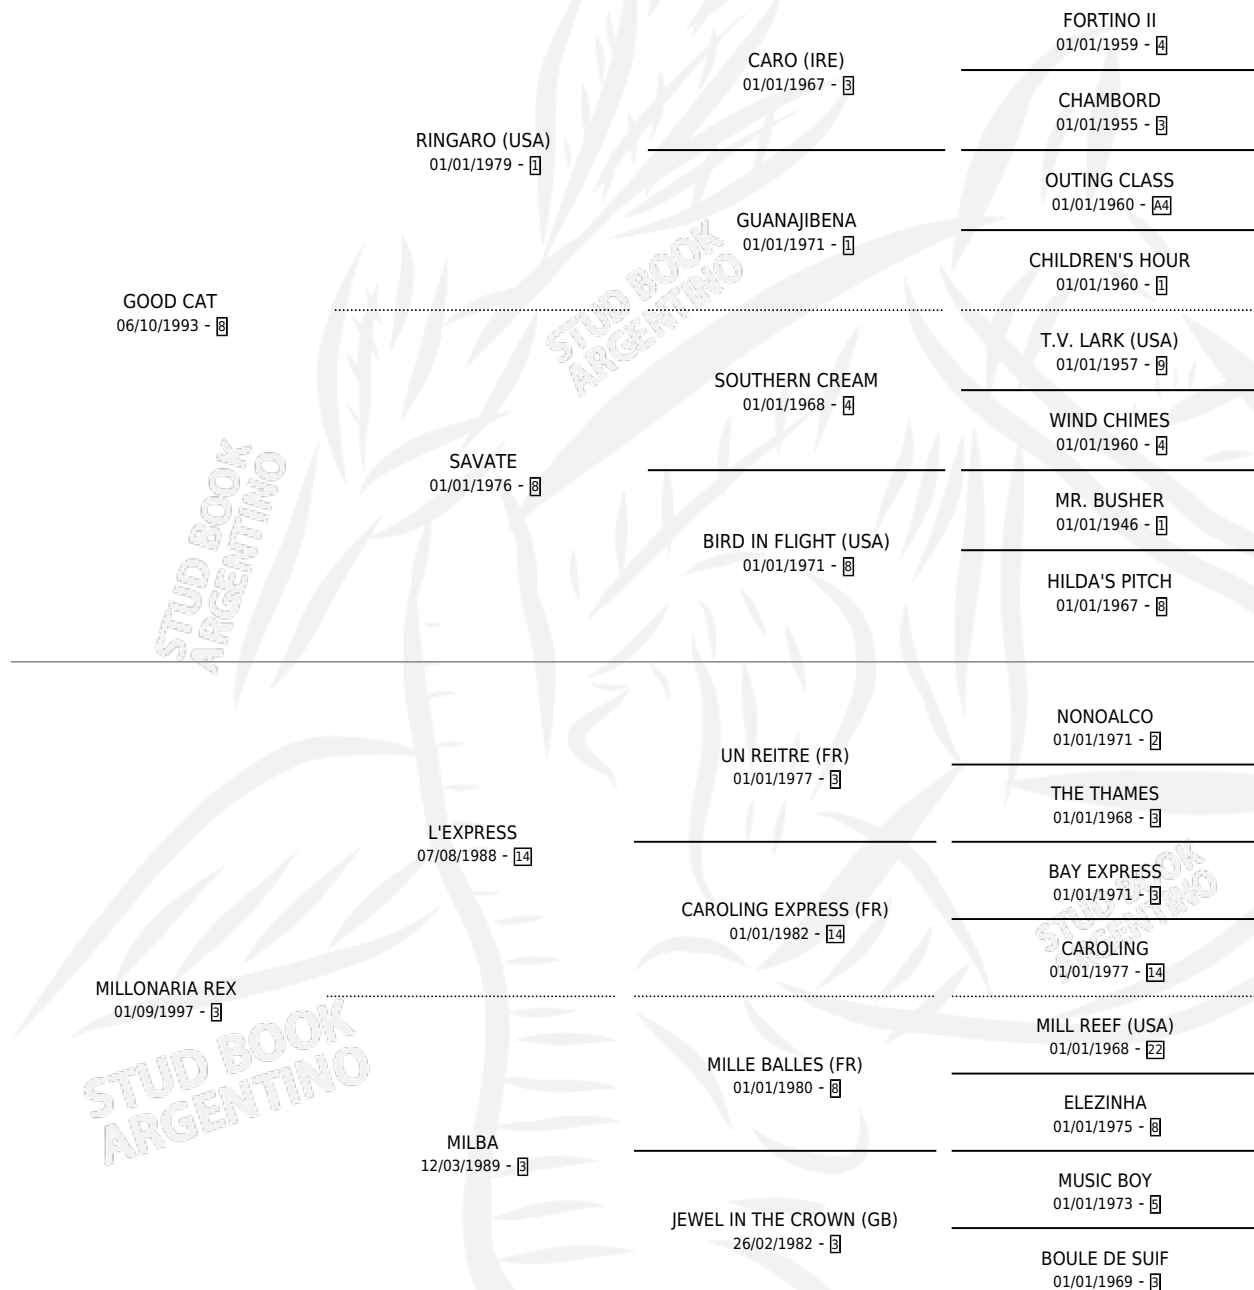 FORTINO II
01/01/1959 - 4
CARO (IRE)
01/01/1967 - 3
CHAMBORD
01/01/1955 - 3
RINGARO (USA)
01/01/1979 - 1
OUTING CLASS
01/01/1960 - A4
GUANAJIBENA
01/01/1971 - 1
CHILDREN'S HOUR
01/01/1960 - 1
GOOD CAT
06/10/1993 - 8
T.V. LARK (USA)
01/01/1957 - 9
SOUTHERN CREAM
01/01/1968 - 4
WIND CHIMES
01/01/1960 - 4
SAVATE
01/01/1976 - 8
MR. BUSHER
01/01/1946 - 1
BIRD IN FLIGHT (USA)
01/01/1971 - 8
HILDA'S PITCH
01/01/1967 - 8
NONOALCO
01/01/1971 - 2
UN REITRE (FR)
01/01/1977 - 3
THE THAMES
01/01/1968 - 3
L'EXPRESS
07/08/1988 - 14
BAY EXPRESS
01/01/1971 - 3
CAROLING EXPRESS (FR)
01/01/1982 - 14
CAROLING
01/01/1977 - 14
MILLONARIA REX
01/09/1997 - 3
MILL REEF (USA)
01/01/1968 - 22
MILLE BALLES (FR)
01/01/1980 - 8
ELEZINHA
01/01/1975 - 8
MILBA
12/03/1989 - 3
MUSIC BOY
01/01/1973 - 5
JEWEL IN THE CROWN (GB)
26/02/1982 - 3
BOULE DE SUIF
01/01/1969 - 3
STUD BOOK
ARGENTINO
STUD BOOK
ARGENTINO
STUD BOOK
ARGENTINO
STUD BOOK
ARGENTINO